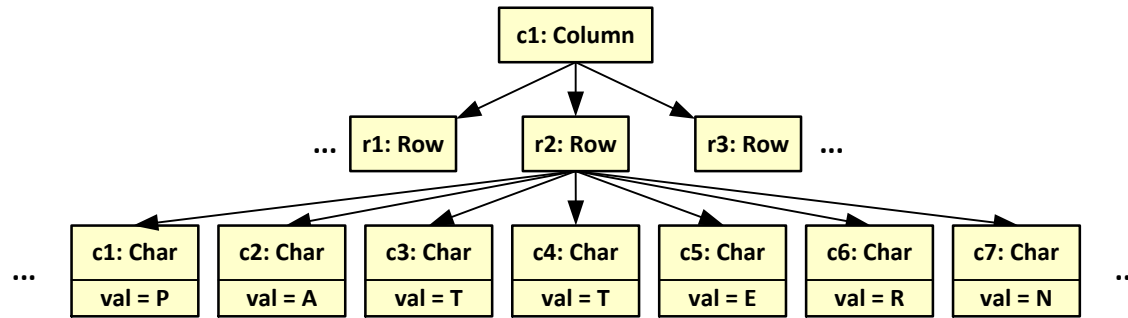 c1: Column
... r1: Row r2: Row r3: Row ...
c1: Char c2: Char c3: Char c4: Char c5: Char c6: Char c7: Char
... val = P val = A val = T val = T val = E val = R val = N ..